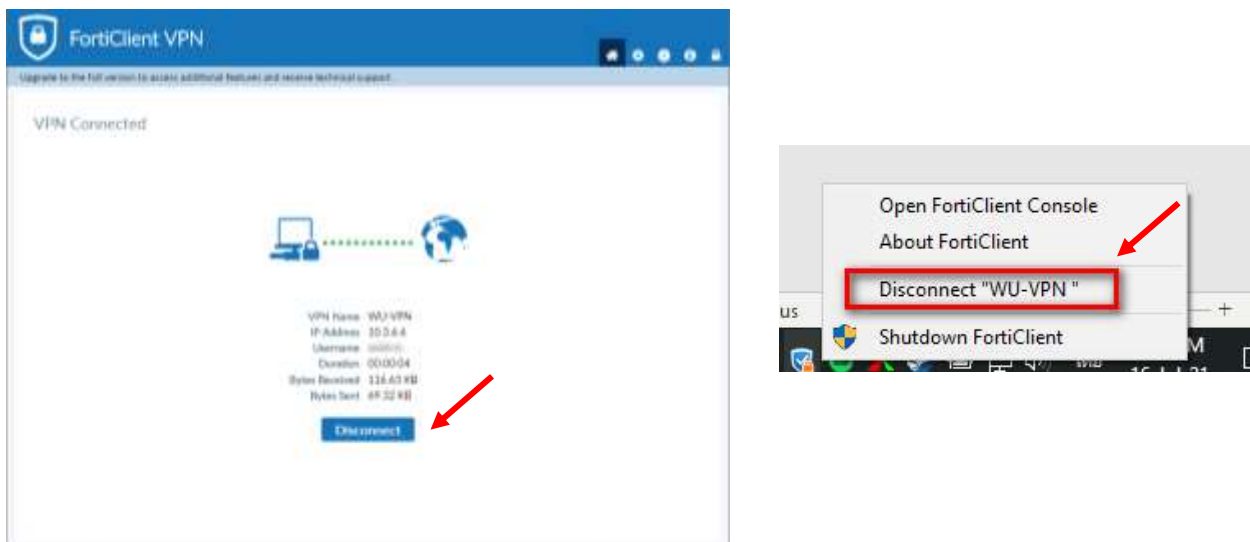 FortiClient VPN
Upgrade to the full version to access additional features and receive technical support.
VPN Connected
VPN Name WU-VPN
IP Address 10.3.6.6
Username
Duration 00:00:04
Bytes Received 116.63 KB
Bytes Sent 69.32 KB
Disconnect
Open FortiClient Console
About FortiClient
Disconnect "WU-VPN "
us
+
Shutdown FortiClient
M